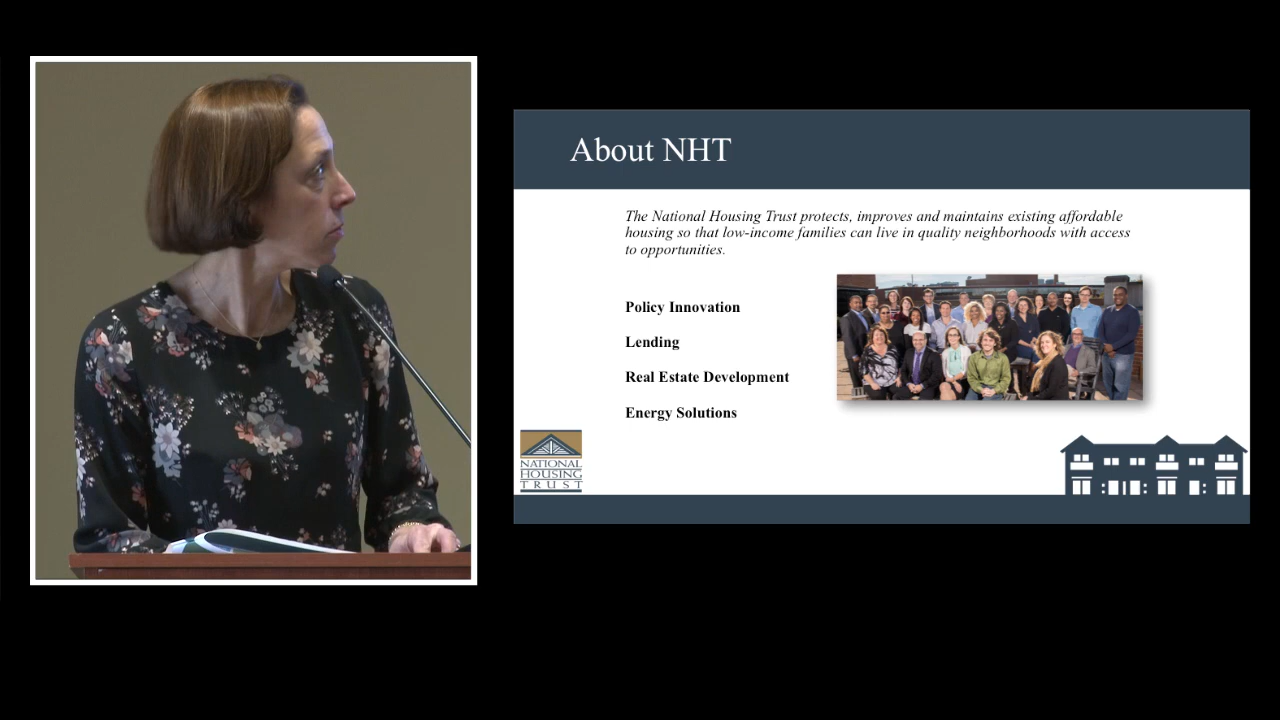 About NHT
The National Housing Trust protects, improves and maintains existing affordable
housing so that low-income families can live in quality neighborhoods with access
to opportunities.
Policy Innovation
Lending
Real Estate Development
Energy Solutions
NATIONAL
HOUSING
TRUST